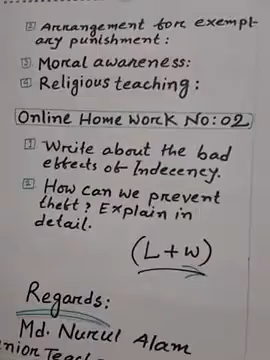 2 Arrangement for exempl-
ary punishment:
3 Moral awareness:
4 Religious teaching:
Online Home Work No:02
1 Write about the bad
effects of Indecency.
2 How can we prevent
theft? Explain in
detail.
(L+W)
Regards:
Md. Nurul Alam